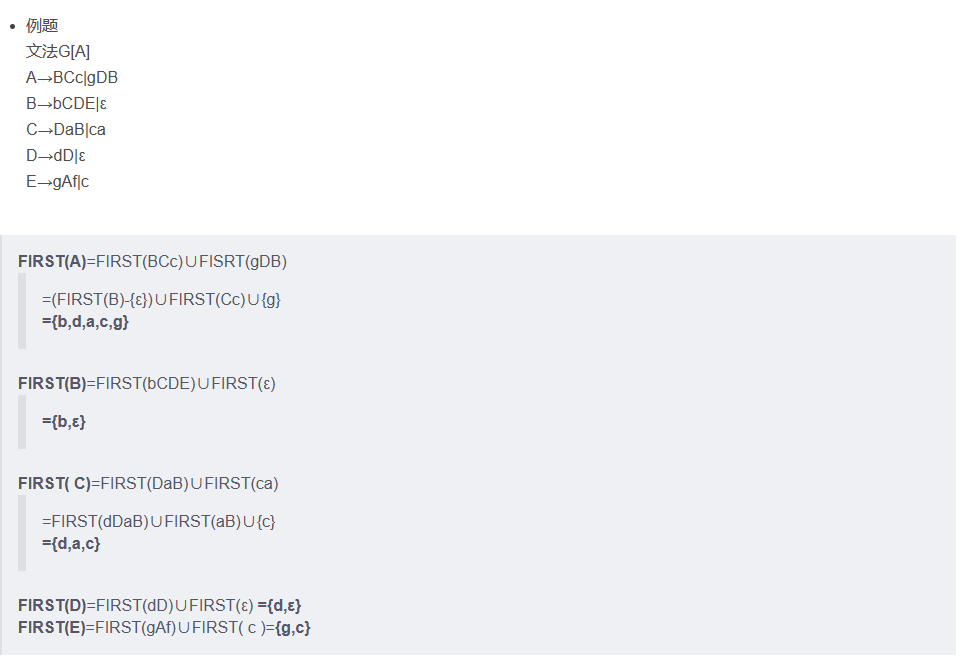 例题
文法G[A]
A→BCc|gDB
B→bCDE|ε
C→DaB|ca
D→dD|ε
E→gAf|c
FIRST(A)=FIRST(BCc)∪FISRT(gDB)
=(FIRST(B)-{ε})∪FIRST(Cc)∪{g}
={b,d,a,c,g}
FIRST(B)=FIRST(bCDE)∪FIRST(ε)
={b,ε}
FIRST( C)=FIRST(DaB)∪FIRST(ca)
=FIRST(dDaB)∪FIRST(aB)∪{c}
={d,a,c}
FIRST(D)=FIRST(dD)∪FIRST(ε) ={d,ε}
FIRST(E)=FIRST(gAf)∪FIRST( c )={g,c}